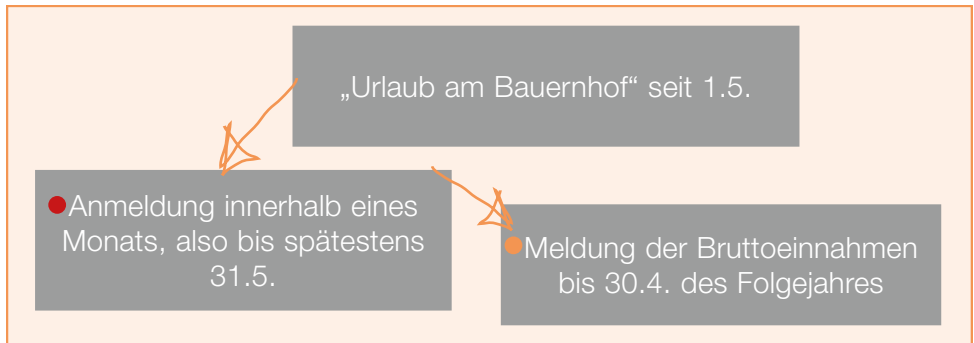 „Urlaub am Bauernhof“ seit 1.5.
Anmeldung innerhalb eines
Monats, also bis spätestens
31.5.
Meldung der Bruttoeinnahmen
bis 30.4. des Folgejahres